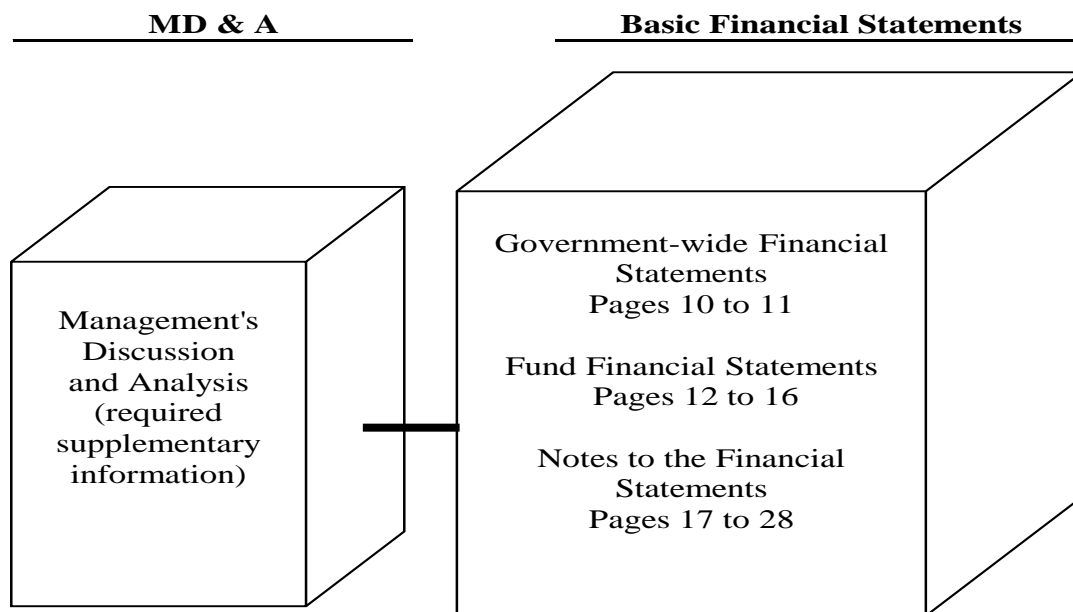 MD & A
Basic Financial Statements
Management's
Discussion
and Analysis
(required
supplementary
information)
Government-wide Financial
Statements
Pages 10 to 11
Fund Financial Statements
Pages 12 to 16
Notes to the Financial
Statements
Pages 17 to 28